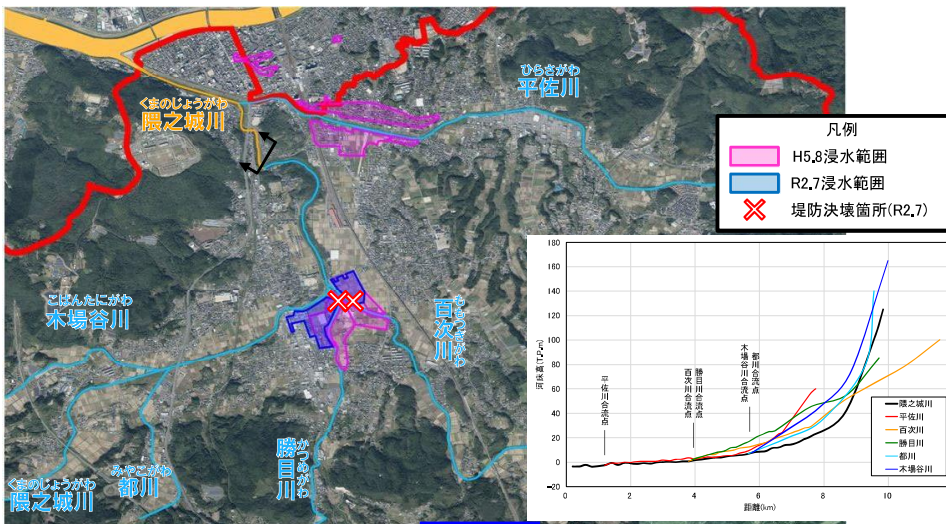 ひらさがわ
平佐川
くまのじょうがわ
隈之城川
凡例
H5.8浸水範囲
R2.7浸水範囲
堤防決壊箇所(R2.7)
こばんたにがわ
木場谷川
ももつぎがわ
百次川
かつめがわ
勝目川
みやこがわ
都川
くまのじょうがわ
隈之城川
河床高(T.P.m)
180
160
140
120
100
80
60
40
20
0
-20
平佐川合流点
百次川合流点
勝目川合流点
木場谷川合流点
都川合流点
隈之城川
平佐川
百次川
勝目川
都川
木場谷川
0
2
4
6
8
10
距離(km)